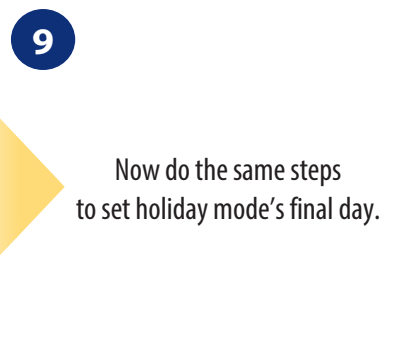 9
Now do the same steps
to set holiday mode’s final day.